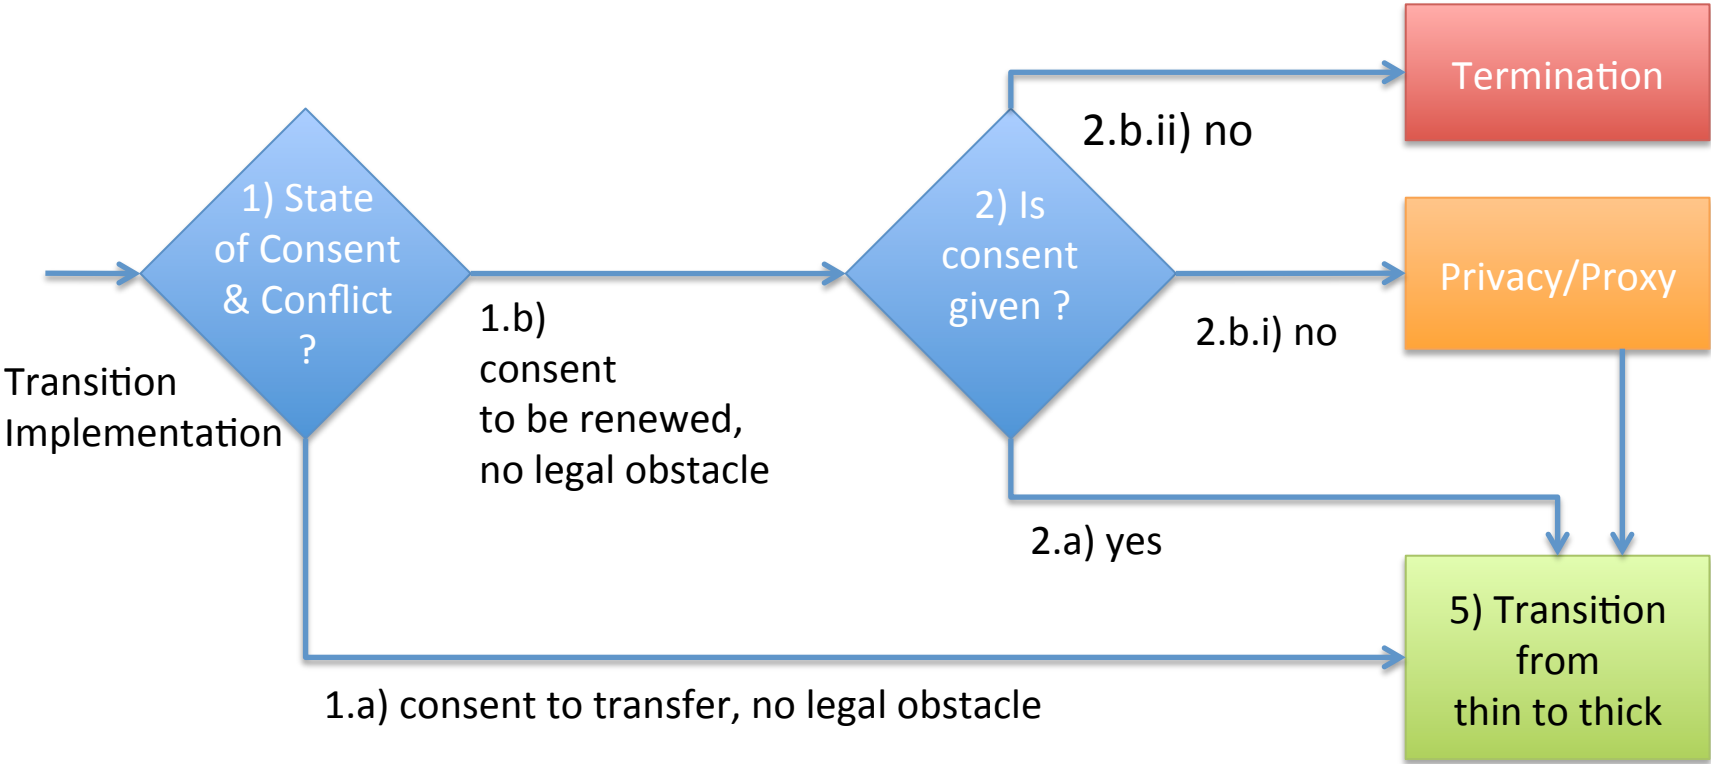 Termination
2.b.ii) no
1) State
of Consent
& Conflict
?
2) Is
consent
given ?
Privacy/Proxy
1.b)
consent
to be renewed,
no legal obstacle
2.b.i) no
Transition
Implementation
2.a) yes
5) Transition
from
thin to thick
1.a) consent to transfer, no legal obstacle